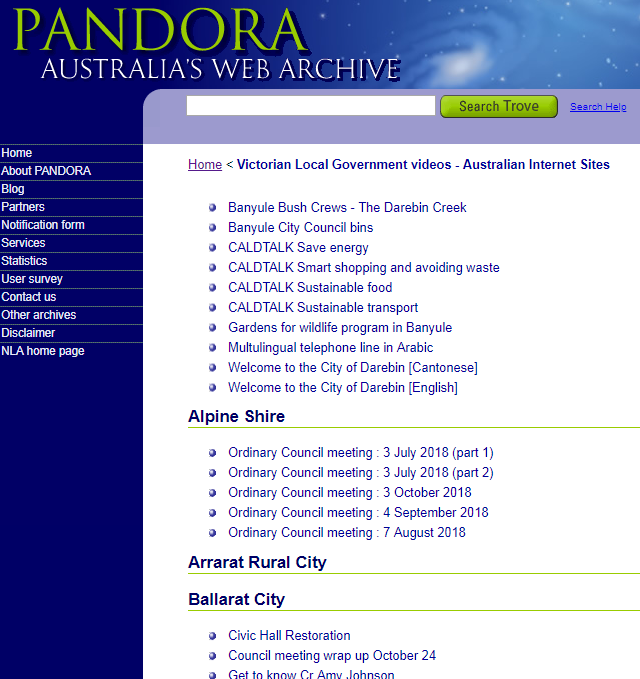 PANDORA
AUSTRALIA'S WEB ARCHIVE
Search Trove
Search Help
Home
About PANDORA
Blog
Partners
Notification form
Services
Statistics
User survey
Contact us
Other archives
Disclaimer
NLA home page
Home < Victorian Local Government videos - Australian Internet Sites
Banyule Bush Crews - The Darebin Creek
Banyule City Council bins
CALDTALK Save energy
CALDTALK Smart shopping and avoiding waste
CALDTALK Sustainable food
CALDTALK Sustainable transport
Gardens for wildlife program in Banyule
Multulingual telephone line in Arabic
Welcome to the City of Darebin [Cantonese]
Welcome to the City of Darebin [English]
Alpine Shire
Ordinary Council meeting : 3 July 2018 (part 1)
Ordinary Council meeting : 3 July 2018 (part 2)
Ordinary Council meeting : 3 October 2018
Ordinary Council meeting : 4 September 2018
Ordinary Council meeting : 7 August 2018
Arrarat Rural City
Ballarat City
Civic Hall Restoration
Council meeting wrap up October 24
Get to know Cr Amy Johnson